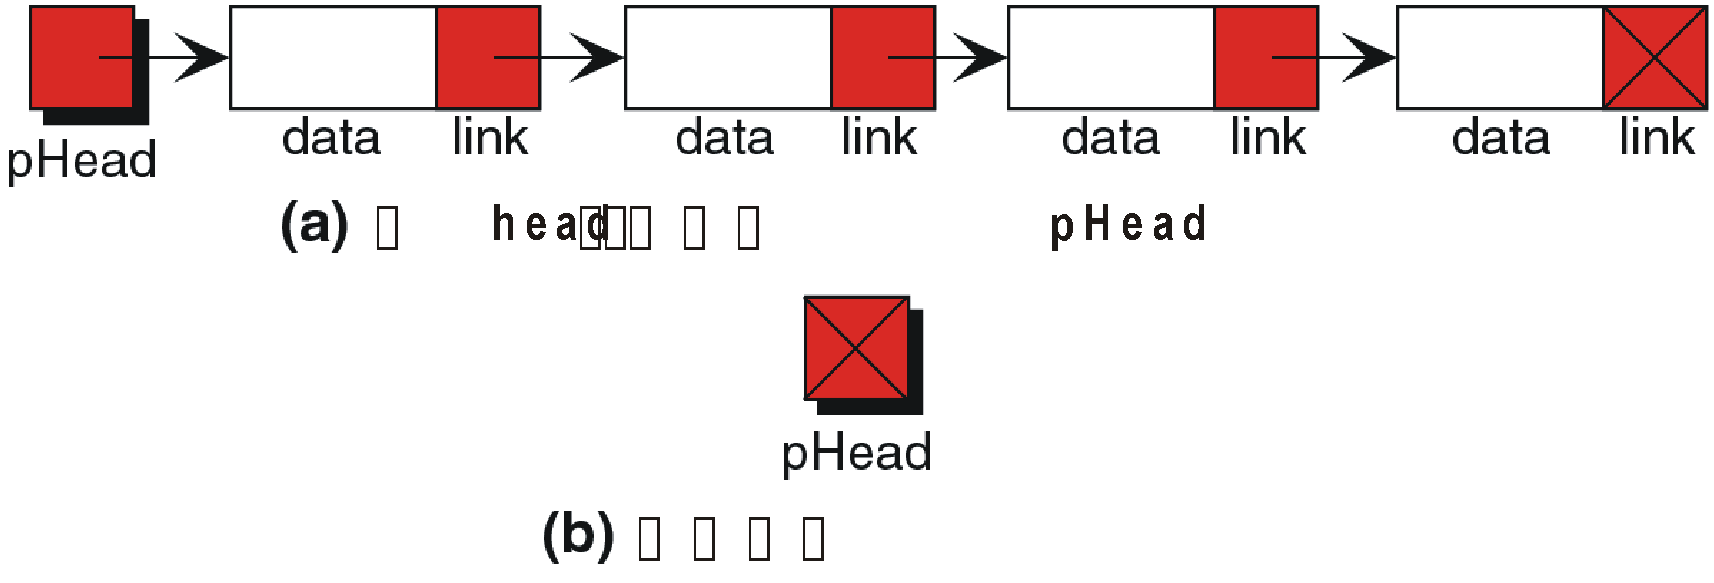 data link data link data link data link
pHead
(a) head pHead
pHead
(b)